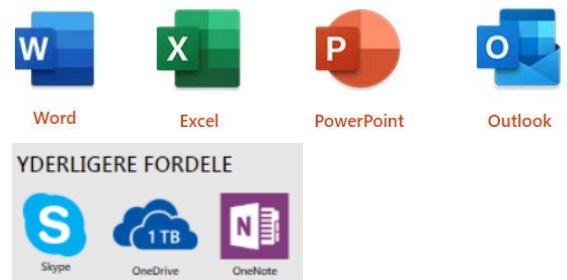 W X P O
Word Excel PowerPoint Outlook
YDERLIGERE FORDELE
S 1 TB N
Skype OneDrive OneNote